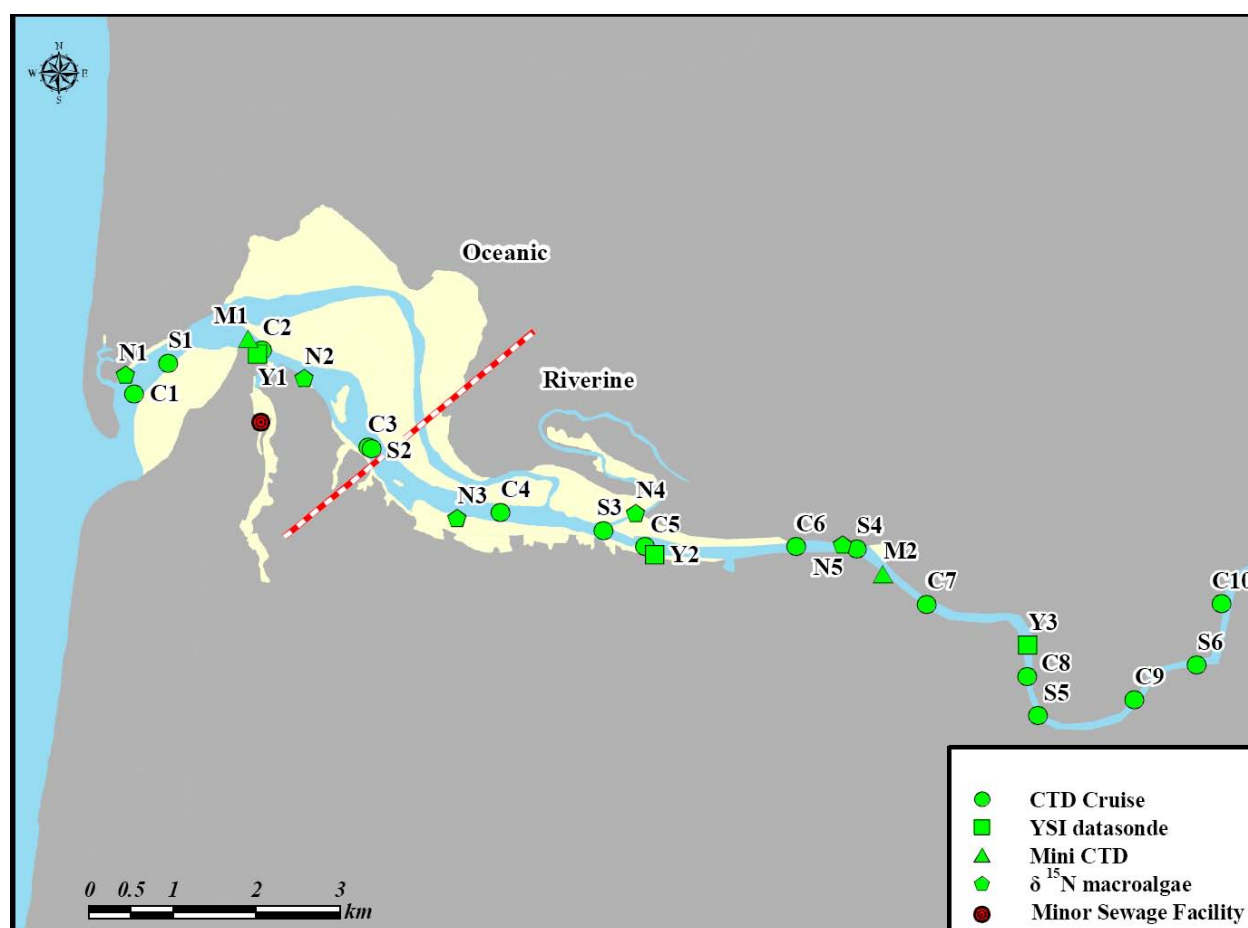 N
W E
S
Oceanic
M1
C2
S1
N1
N2
Y1
C1
Riverine
C3
S2
N3
C4
S3
N4
C5
Y2
C6
S4
N5
M2
C7
C10
Y3
S6
C8
C9
S5
CTD Cruise
YSI datasonde
Mini CTD
δ 15N macroalgae
Minor Sewage Facility
0 0.5 1 2 3
km